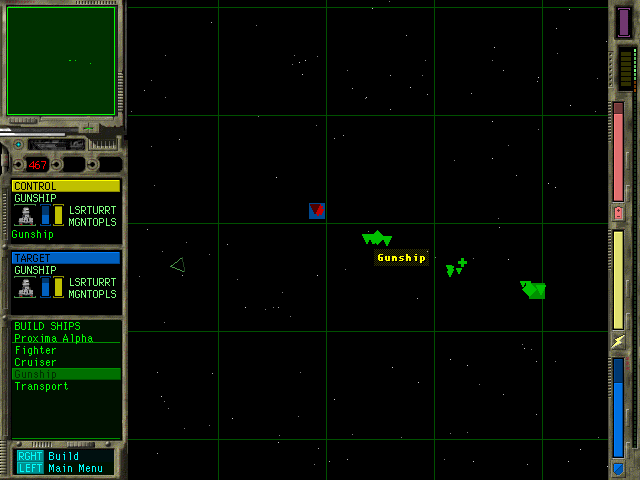 467
CONTROL
GUNSHIP
LSRTURRT
MGNTOPLS
Gunship
TARGET
GUNSHIP
LSRTURRT
MGNTOPLS
BUILD SHIPS
Proxima Alpha
Fighter
Cruiser
Gunship
Transport
RGHT Build
LEFT Main Menu
Gunship